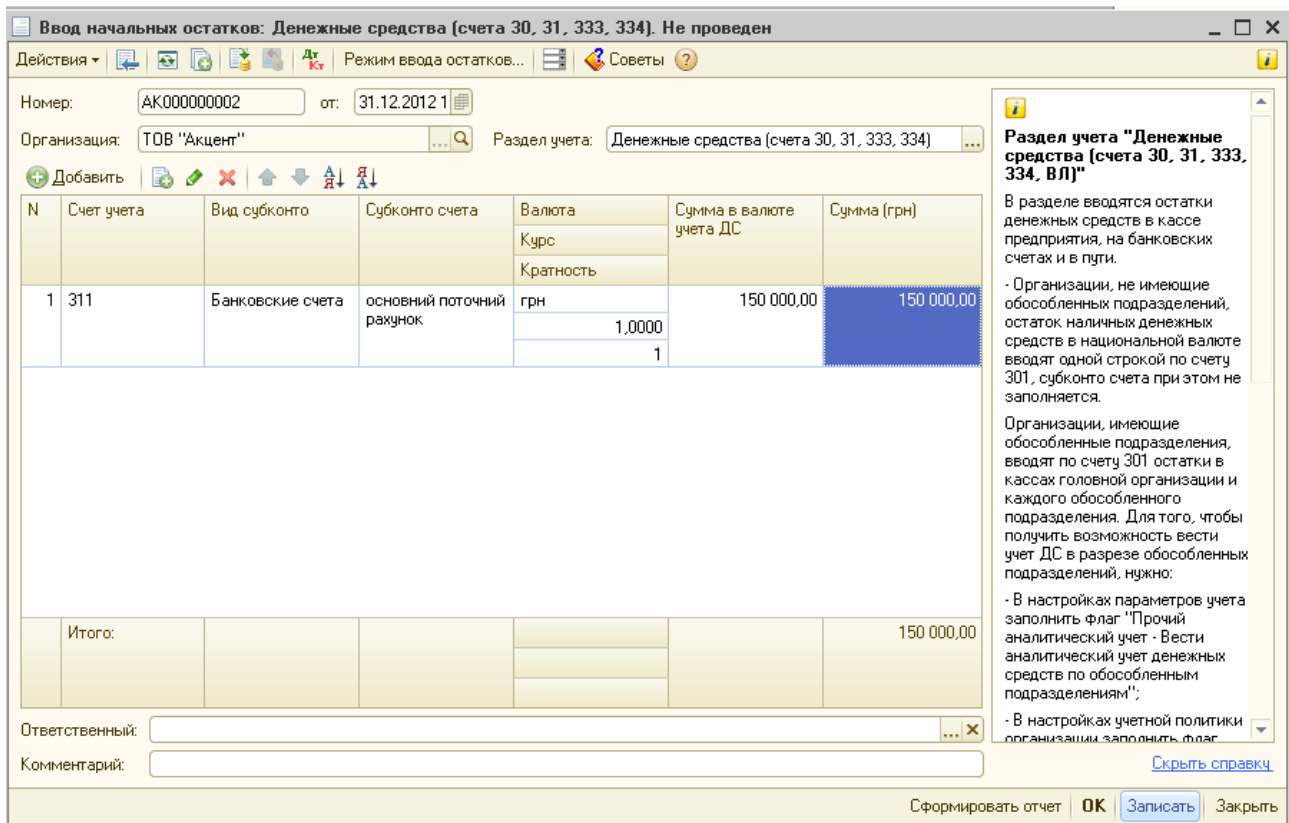 Ввод начальных остатков: Денежные средства (счета 30, 31, 333, 334). Не проведен
Действия Дт Кт Режим ввода остатков... Советы ?
Номер: АК000000002 от: 31.12.2012 1
Организация: ТОВ "Акцент" ... Раздел учета: Денежные средства (счета 30, 31, 333, 334) ...
Добавить
N Счет учета Вид субконто Субконто счета Валюта Сумма в валюте учета ДС Сумма (грн)
Курс
Кратность
1 311 Банковские счета основний поточний рахунок грн 150 000,00 150 000,00
1,0000
1
Итого: 150 000,00
Ответственный: ...
Комментарий:
Раздел учета "Денежные
средства (счета 30, 31, 333,
334, ВЛ)"
В разделе вводятся остатки
денежных средств в кассе
предприятия, на банковских
счетах и в пути.
- Организации, не имеющие
обособленных подразделений,
остаток наличных денежных
средств в национальной валюте
вводят одной строкой по счету
301, субконто счета при этом не
заполняется.
Организации, имеющие
обособленные подразделения,
вводят по счету 301 остатки в
кассах головной организации и
каждого обособленного
подразделения. Для того, чтобы
получить возможность вести
учет ДС в разрезе обособленных
подразделений, нужно:
- В настройках параметров учета
заполнить флаг "Прочий
аналитический учет - Вести
аналитический учет денежных
средств по обособленным
подразделениям";
- В настройках учетной политики
организации заполнить флаг
Скрыть справку
Сформировать отчет ОК Записать Закрыть